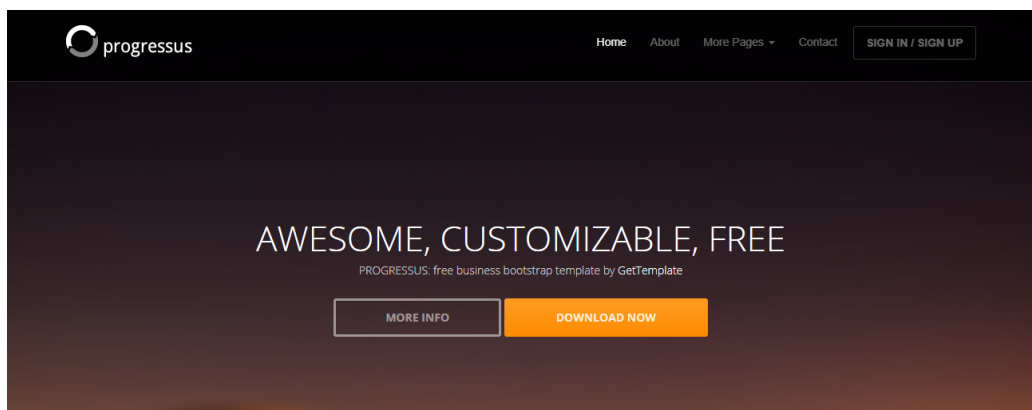 progressus
Home About More Pages Contact SIGN IN / SIGN UP
AWESOME, CUSTOMIZABLE, FREE
PROGRESSUS: free business bootstrap template by GetTemplate
MORE INFO DOWNLOAD NOW